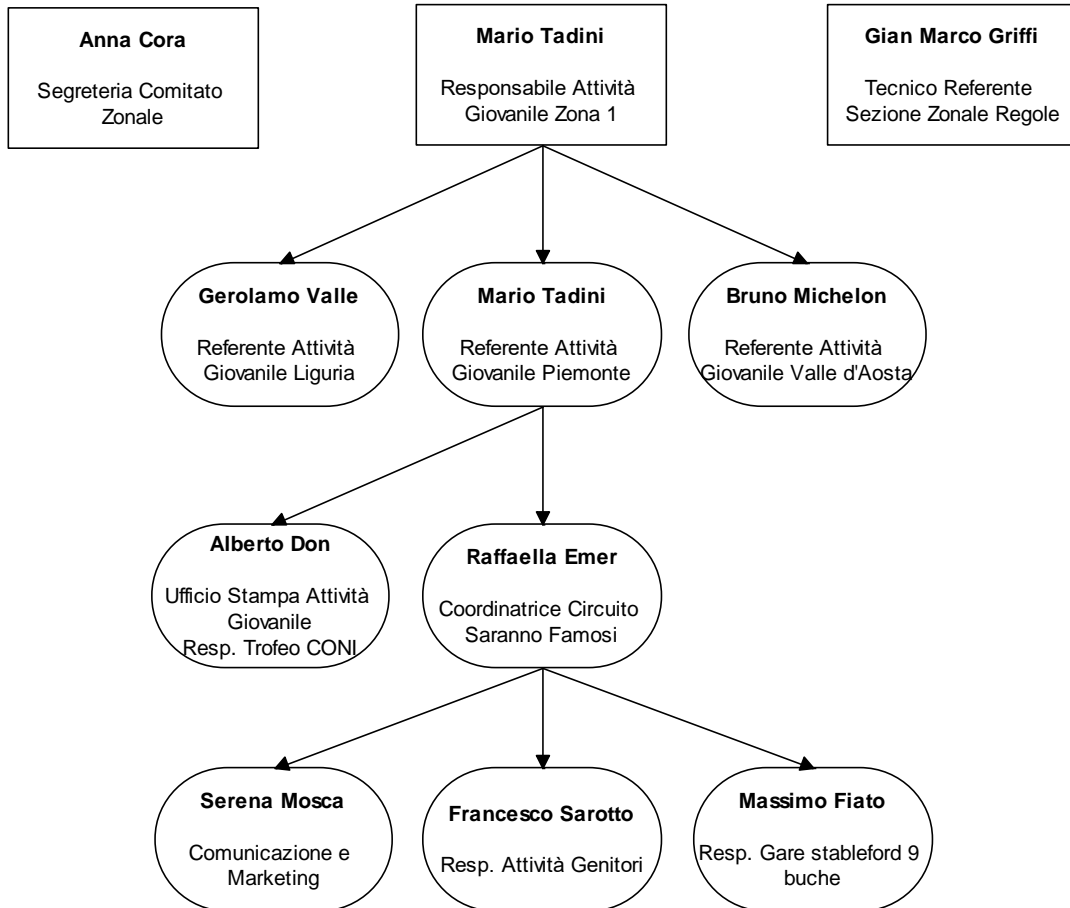 Anna Cora
Segreteria Comitato
Zonale
Mario Tadini
Responsabile Attività
Giovanile Zona 1
Gian Marco Griffi
Tecnico Referente
Sezione Zonale Regole
Gerolamo Valle
Referente Attività
Giovanile Liguria
Mario Tadini
Referente Attività
Giovanile Piemonte
Bruno Michelon
Referente Attività
Giovanile Valle d'Aosta
Alberto Don
Ufficio Stampa Attività
Giovanile
Resp. Trofeo CONI
Raffaella Emer
Coordinatrice Circuito
Saranno Famosi
Serena Mosca
Comunicazione e
Marketing
Francesco Sarotto
Resp. Attività Genitori
Massimo Fiato
Resp. Gare stableford 9
buche